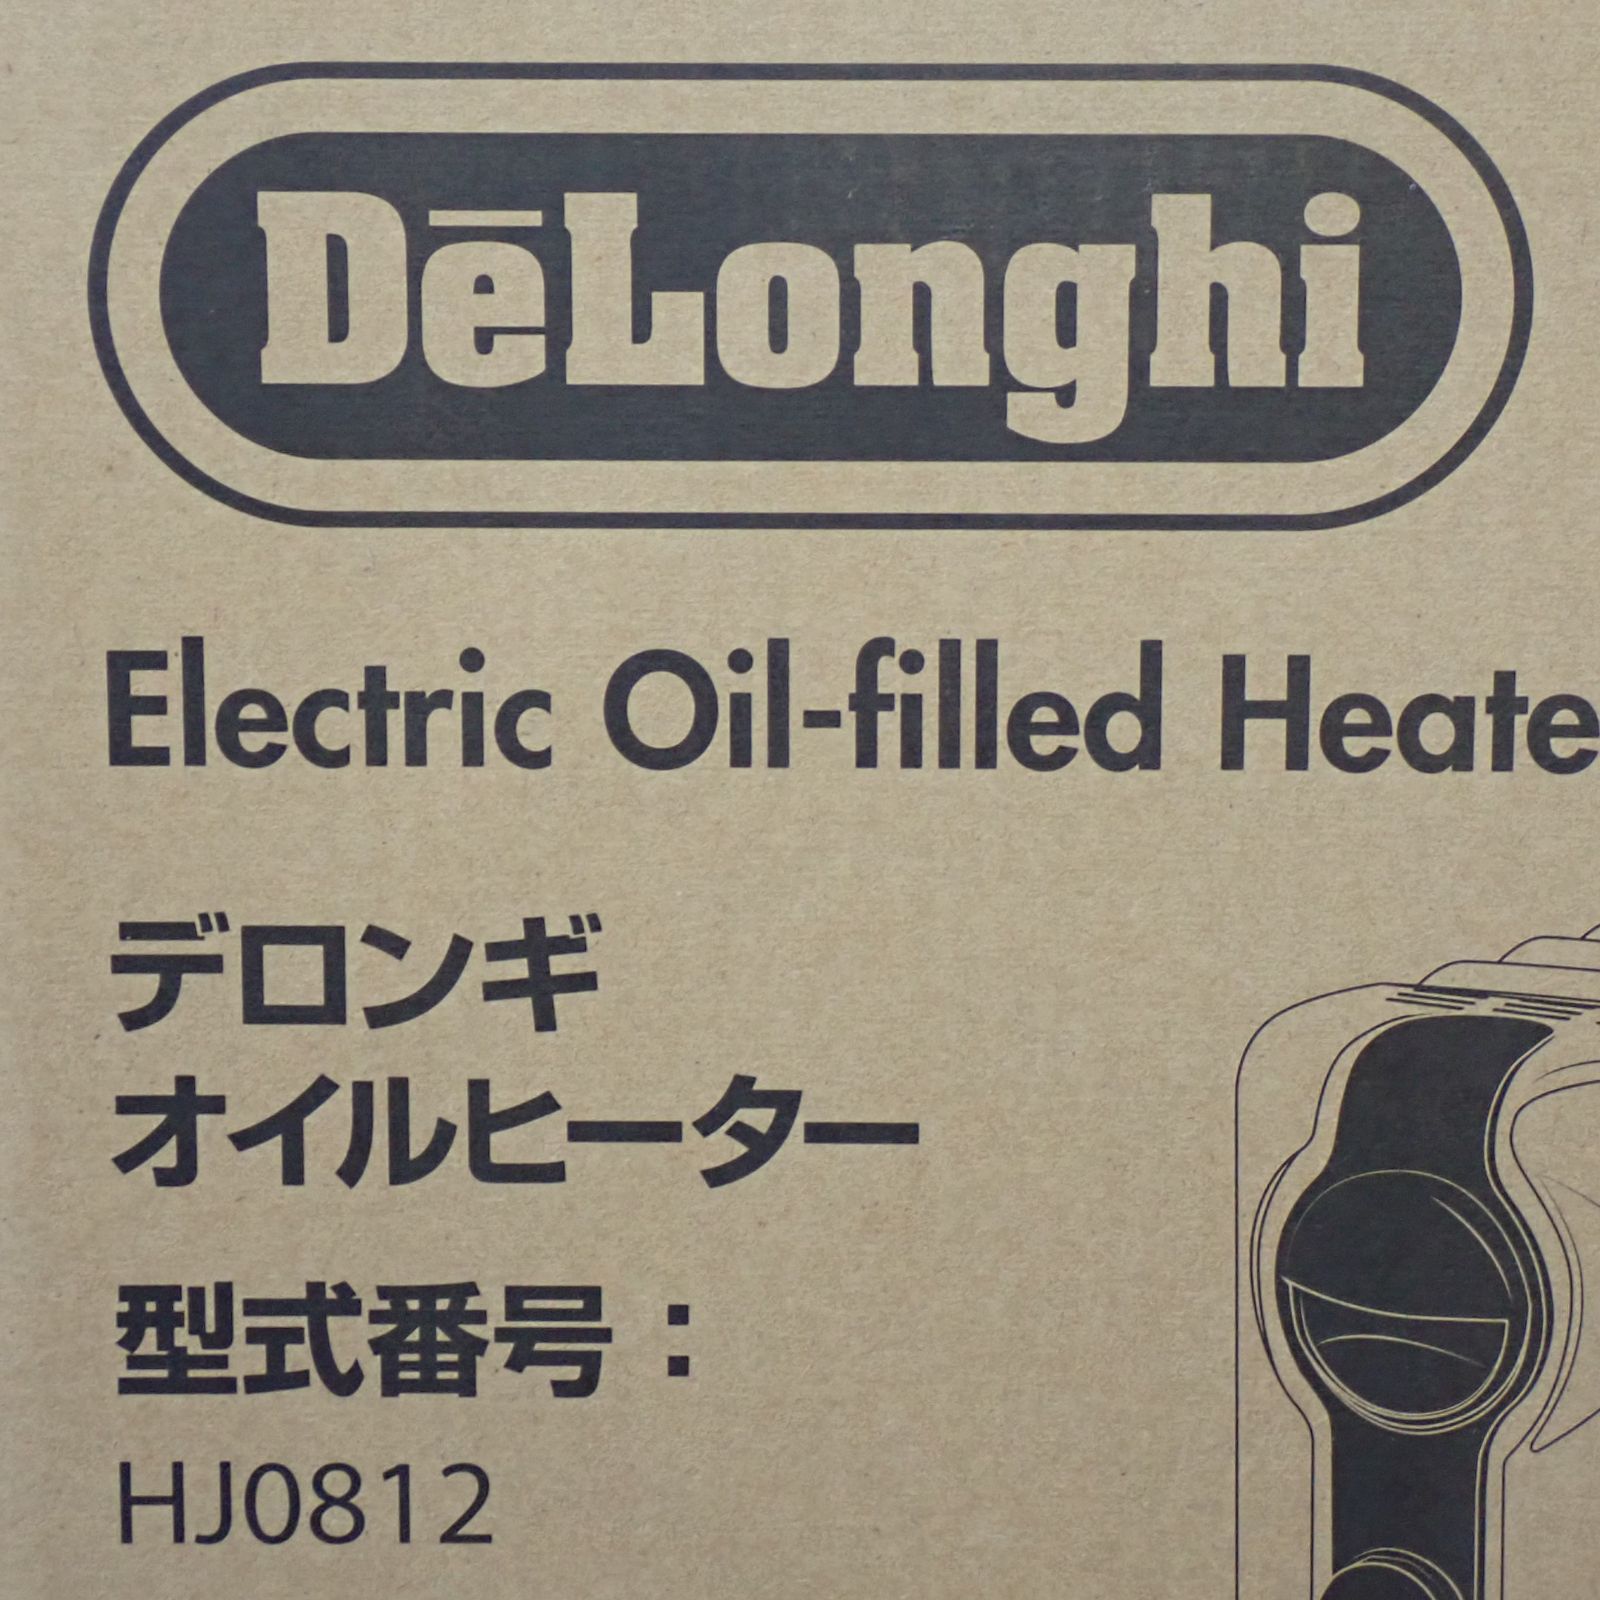 DēLonghi
Electric Oil-filled Heate
デロンギ
オイルヒーター
型式番号：
HJ0812